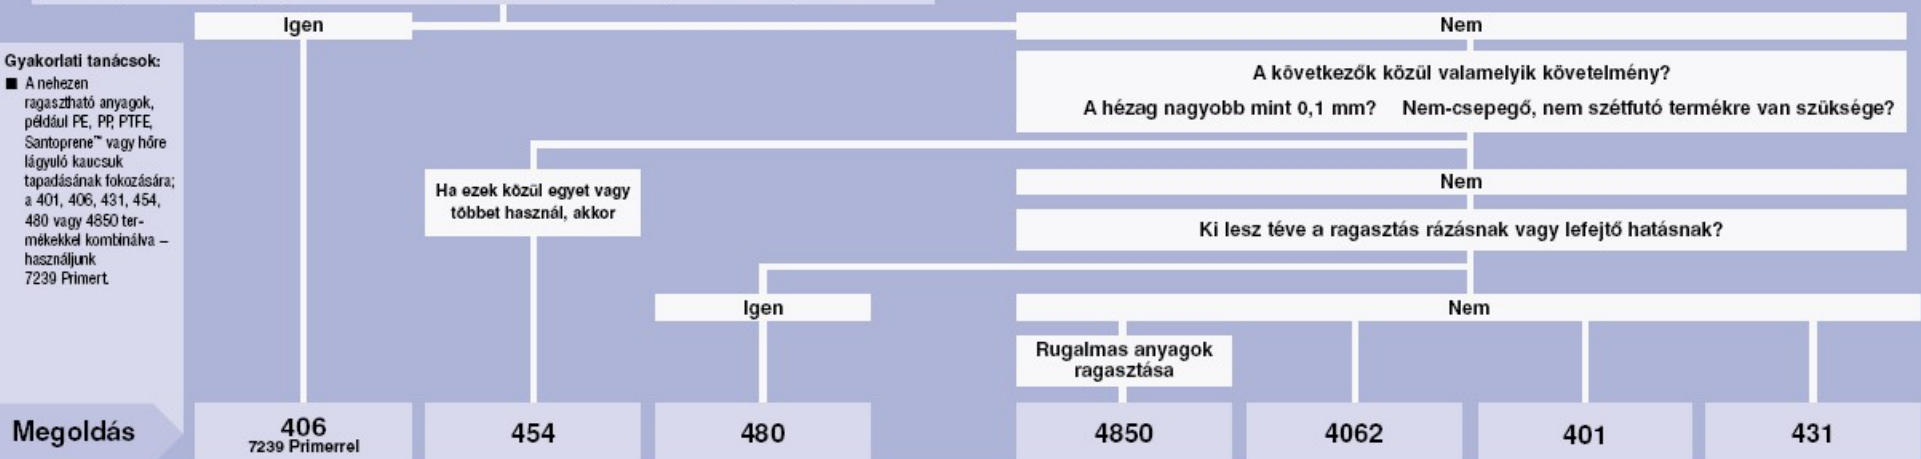 Igen
Nem
Gyakorlati tanácsok:
■ A nehezen
ragasztható anyagok,
például PE, PP, PTFE,
Santoprene™ vagy hőre
lágyuló kaucsuk
tapadásának fokozására;
a 401, 406, 431, 454,
480 vagy 4850 ter-
mékekkel kombinálva –
használjunk
7239 Primert.
A következők közül valamelyik követelmény?
A hézag nagyobb mint 0,1 mm? Nem-csepegő, nem szétfutó termékre van szüksége?
Ha ezek közül egyet vagy
többet használ, akkor
Nem
Ki lesz téve a ragasztás rázásnak vagy lefejtő hatásnak?
Igen
Nem
Rugalmas anyagok
ragasztása
Megoldás
406
7239 Primerrel
454
480
4850
4062
401
431